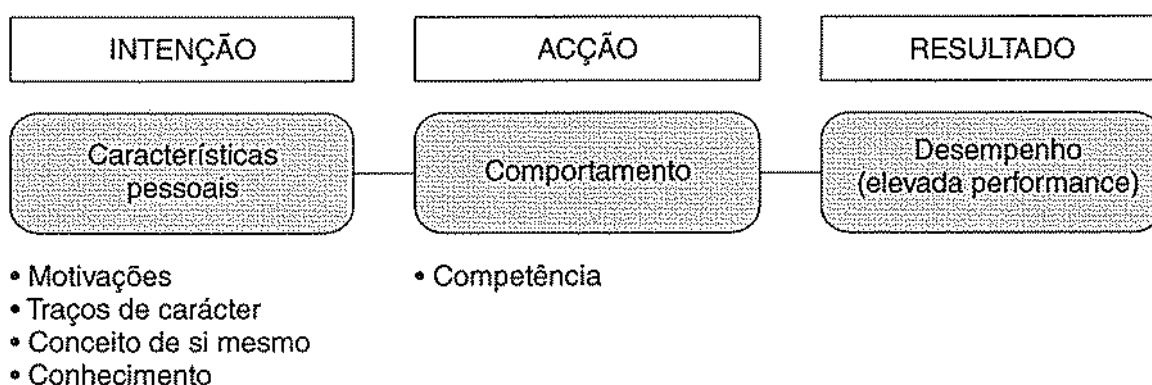 INTENÇÃO
ACÇÃO
RESULTADO
Características
pessoais
Comportamento
Desempenho
(elevada performance)
• Motivações
• Traços de carácter
• Conceito de si mesmo
• Conhecimento
• Competência